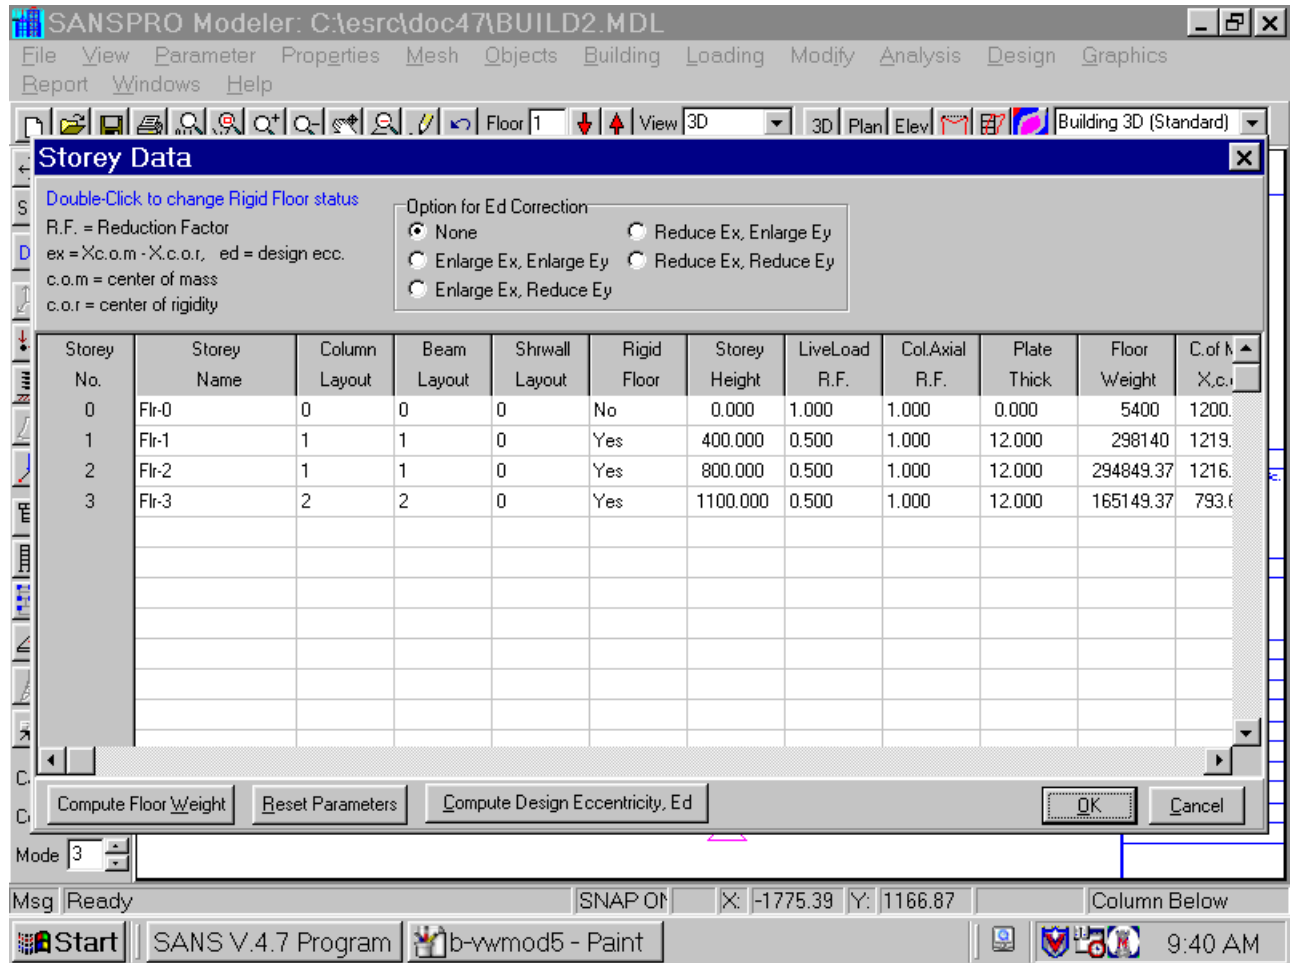 SANSPRO Modeler: C:\esrc\doc47\BUILD2.MDL
File View Parameter Properties Mesh Objects Building Loading Modify Analysis Design Graphics
Report Windows Help
Floor 1 View 3D 3D Plan Elev Building 3D (Standard)
Storey Data
Double-Click to change Rigid Floor status
R.F. = Reduction Factor
ex = Xc.o.m - X.c.o.r, ed = design ecc.
c.o.m = center of mass
c.o.r = center of rigidity
Option for Ed Correction
None Reduce Ex, Enlarge Ey
Enlarge Ex, Enlarge Ey Reduce Ex, Reduce Ey
Enlarge Ex, Reduce Ey
Storey Storey Column Beam Shrwall Rigid Storey LiveLoad Col.Axial Plate Floor C.of
No. Name Layout Layout Layout Floor Height R.F. R.F. Thick Weight
0 Flr-0 0 0 0 No 0.000 1.000 1.000 0.000 5400 1200.
1 Flr-1 1 1 0 Yes 400.000 0.500 1.000 12.000 298140 1219.
2 Flr-2 1 1 0 Yes 800.000 0.500 1.000 12.000 294849.37 1216.
3 Flr-3 2 2 0 Yes 1100.000 0.500 1.000 12.000 165149.37
Compute Floor Weight Reset Parameters Compute Design Eccentricity, Ed OK Cancel
Mode 3
Msg Ready SNAP ON X: -1775.39 Y: 1166.87 Column Below
Start SANS V.4.7 Program b-vwmod5 - Paint 9:40 AM